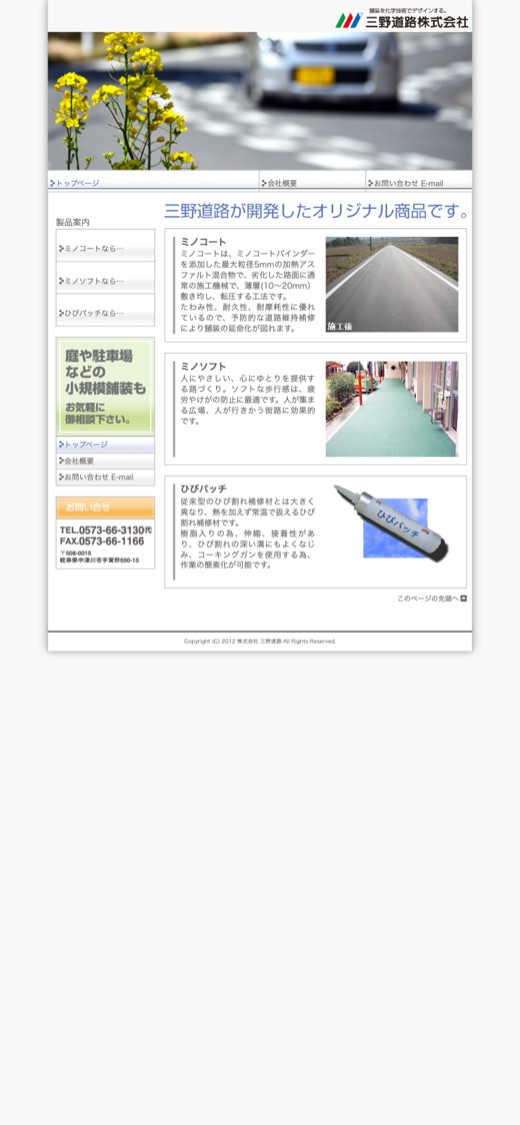 舗装を化学技術でデザインする。
三野道路株式会社
トップページ
会社概要
お問い合わせ E-mail
三野道路が開発したオリジナル商品です。
製品案内
ミノコートなら…
ミノソフトなら…
ひびパッチなら…
庭や駐車場
などの
小規模舗装も
お気軽に
御相談下さい。
トップページ
会社概要
お問い合わせ E-mail
お問い合せ
TEL.0573-66-3130㈹
FAX.0573-66-1166
〒508-0015
岐阜県中津川市手賀野690-15
ミノコート
ミノコートは、ミノコートバインダー
を添加した最大粒径5mmの加熱アス
ファルト混合物で、劣化した路面に通
常の施工機械で、薄層(10～20mm)
敷き均し、転圧する工法です。
たわみ性、耐久性、耐摩耗性に優れ
ているので、予防的な道路維持補修
により舗装の延命化が図れます。
施工後
ミノソフト
人にやさしい、心にゆとりを提供す
る路づくり。ソフトな歩行感は、疲
労やけがの防止に最適です。人が集ま
る広場、人が行きかう街路に効果的
です。
ひびパッチ
従来型のひび割れ補修材とは大きく
異なり、熱を加えず常温で扱えるひび
割れ補修材です。
樹脂入りの為、伸縮、接着性があ
り、ひび割れの深い溝にもよくなじ
み、コーキングガンを使用する為、
作業の簡素化が可能です。
ひびパッチ
このページの先頭へ
Copyright (C) 2012 株式会社 三野道路 All Rights Reserved.